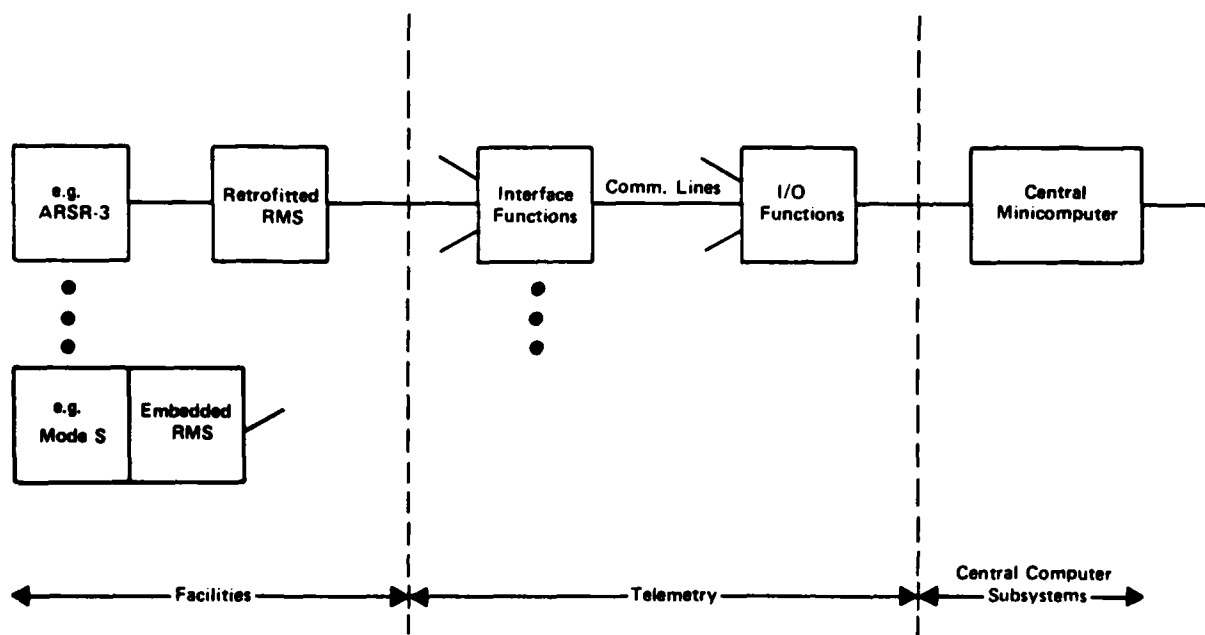 e.g.
ARSR-3
Retrofitted
RMS
Interface
Functions
Comm. Lines
I/O
Functions
Central
Minicomputer
e.g.
Mode S
Embedded
RMS
Facilities
Telemetry
Central Computer
Subsystems